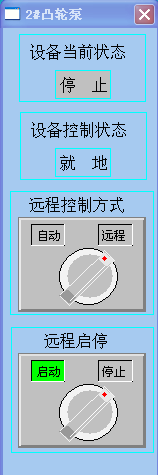 2#凸轮泵
设备当前状态
停 止
设备控制状态
就 地
远程控制方式
自动 远程
远程启停
启动 停止